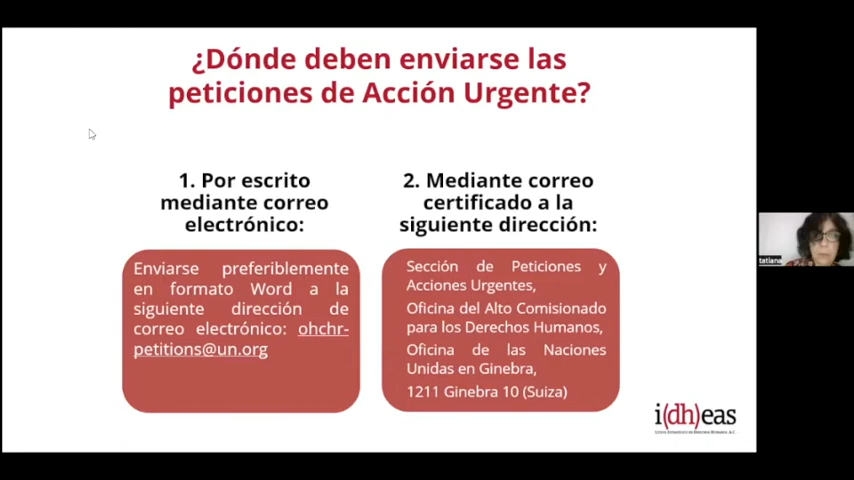 ¿Dónde deben enviarse las
peticiones de Acción Urgente?
1. Por escrito
mediante correo
electrónico:
Enviarse preferiblemente
en formato Word a la
siguiente dirección de
correo electrónico: ohchr-
petitions@un.org
2. Mediante correo
certificado a la
siguiente dirección:
Sección de Peticiones y
Acciones Urgentes,
Oficina del Alto Comisionado
para los Derechos Humanos,
Oficina de las Naciones
Unidas en Ginebra,
1211 Ginebra 10 (Suiza)
tatiana
i(dh)eas